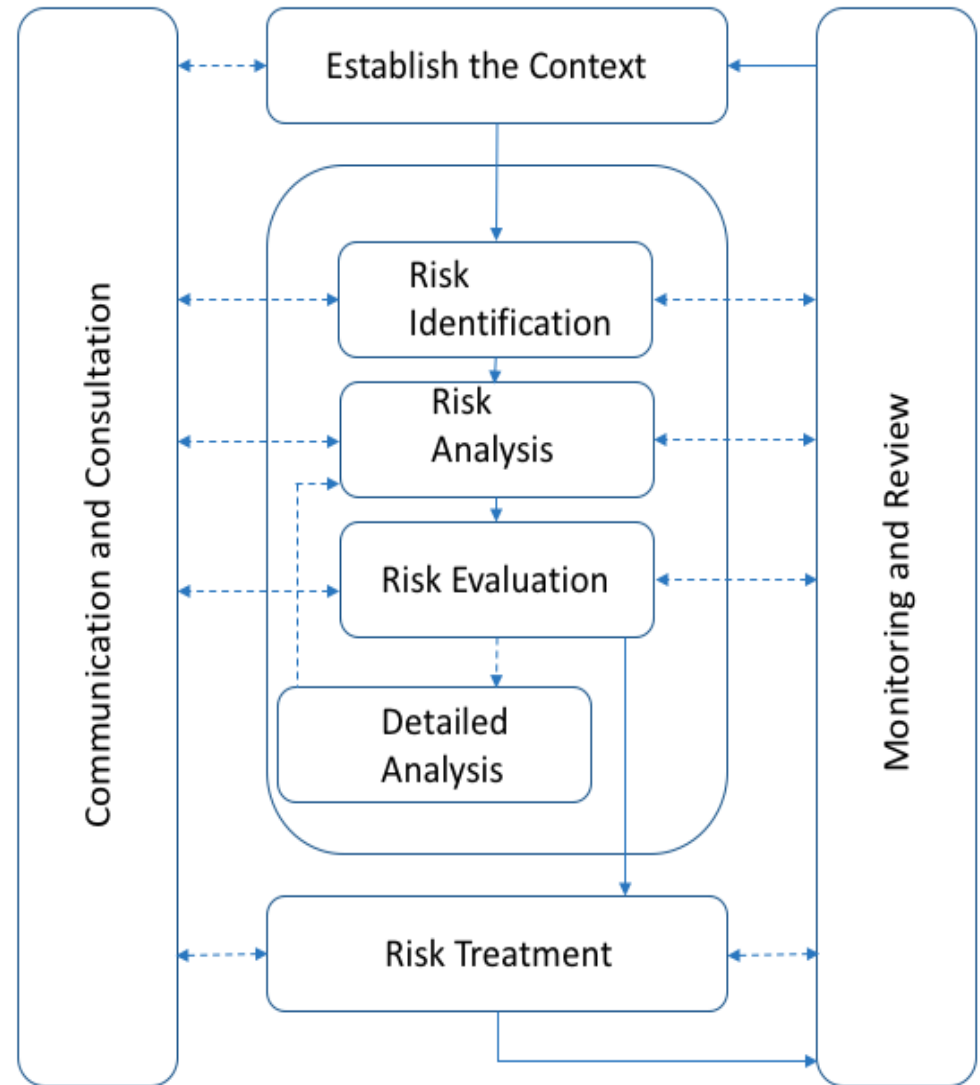 Establish the Context
Communication and Consultation
Risk
Identification
Risk
Analysis
Risk Evaluation
Detailed
Analysis
Risk Treatment
Monitoring and Review